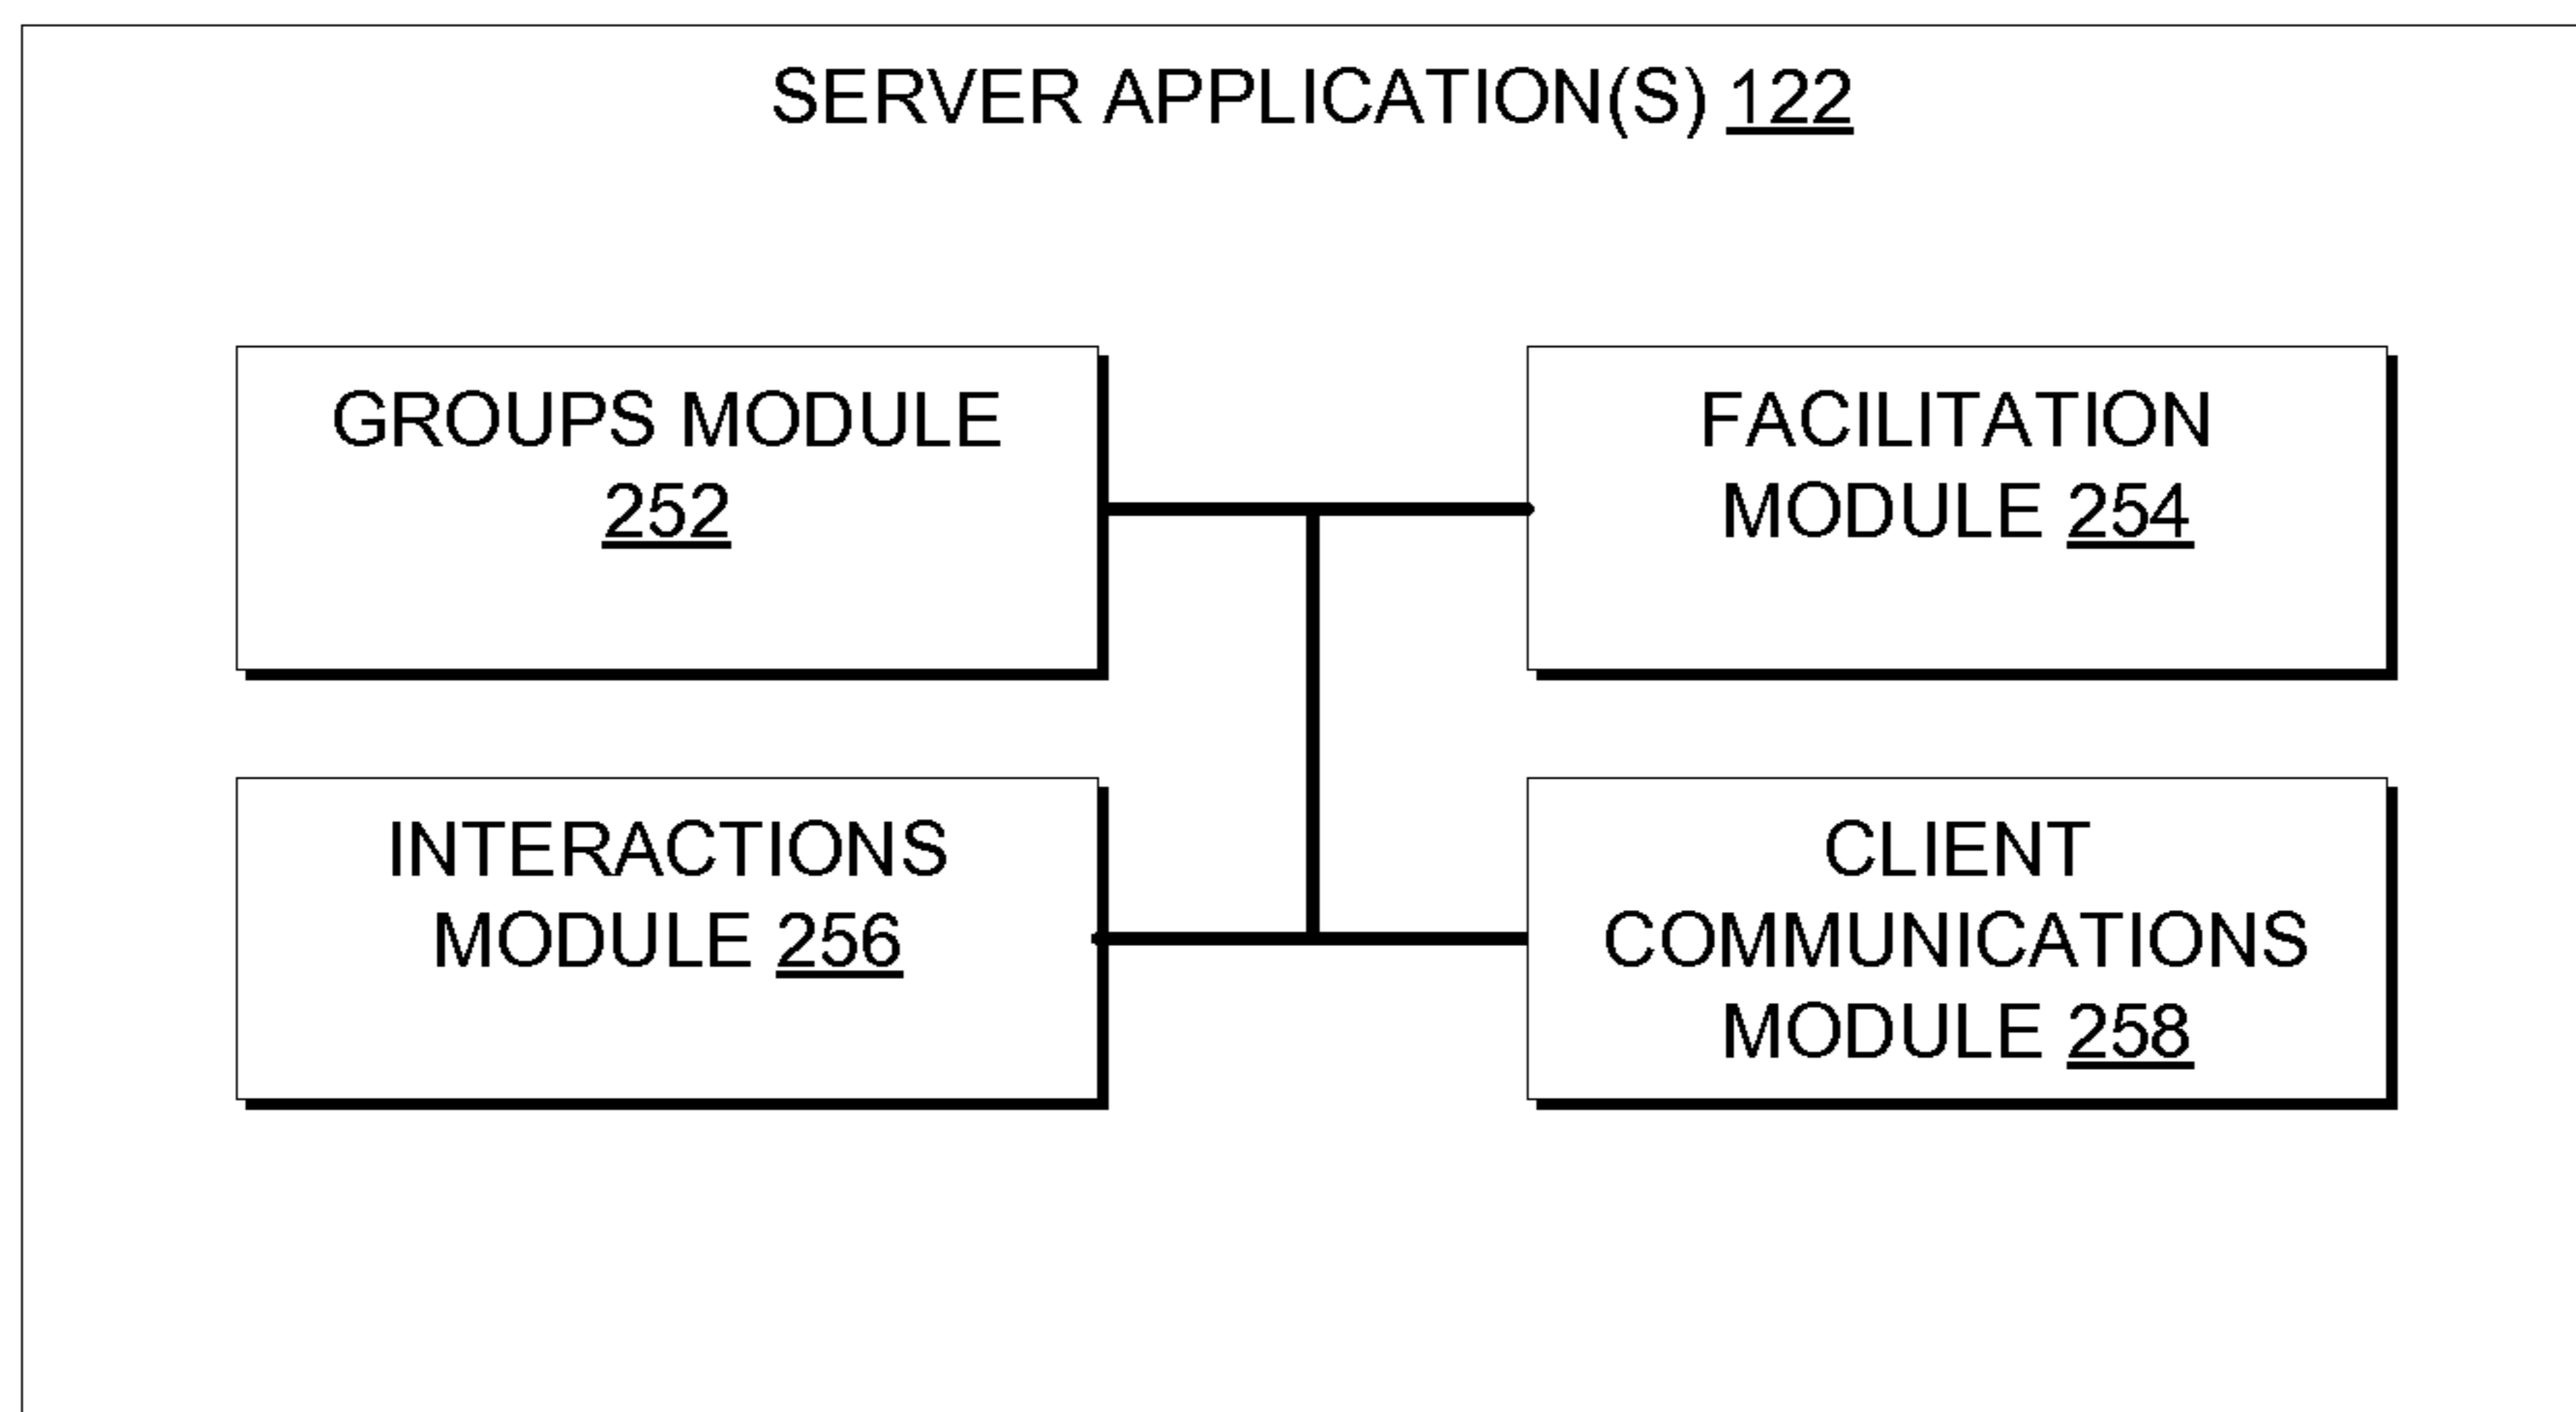 SERVER APPLICATION(S) 122
GROUPS MODULE
252
FACILITATION
MODULE 254
INTERACTIONS
MODULE 256
CLIENT
COMMUNICATIONS
MODULE 258